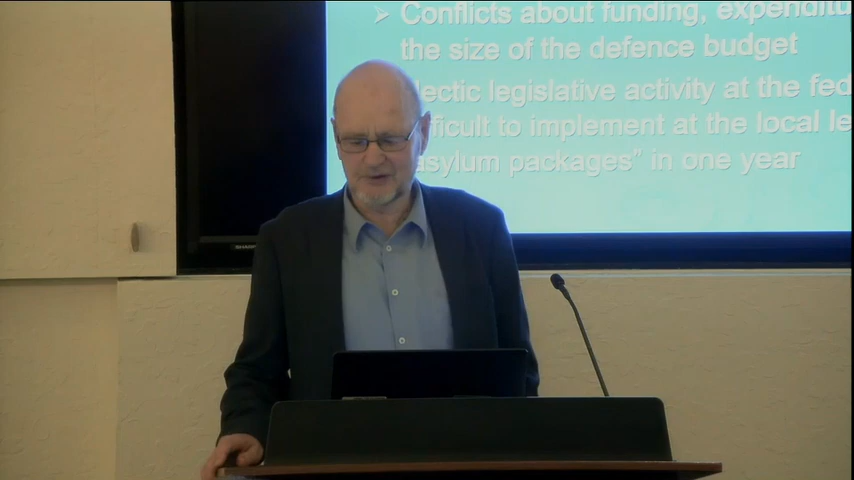 ➢ Conflicts about funding, expenditu
the size of the defence budget
lectic legislative activity at the fed
ficult to implement at the local le
asylum packages” in one year